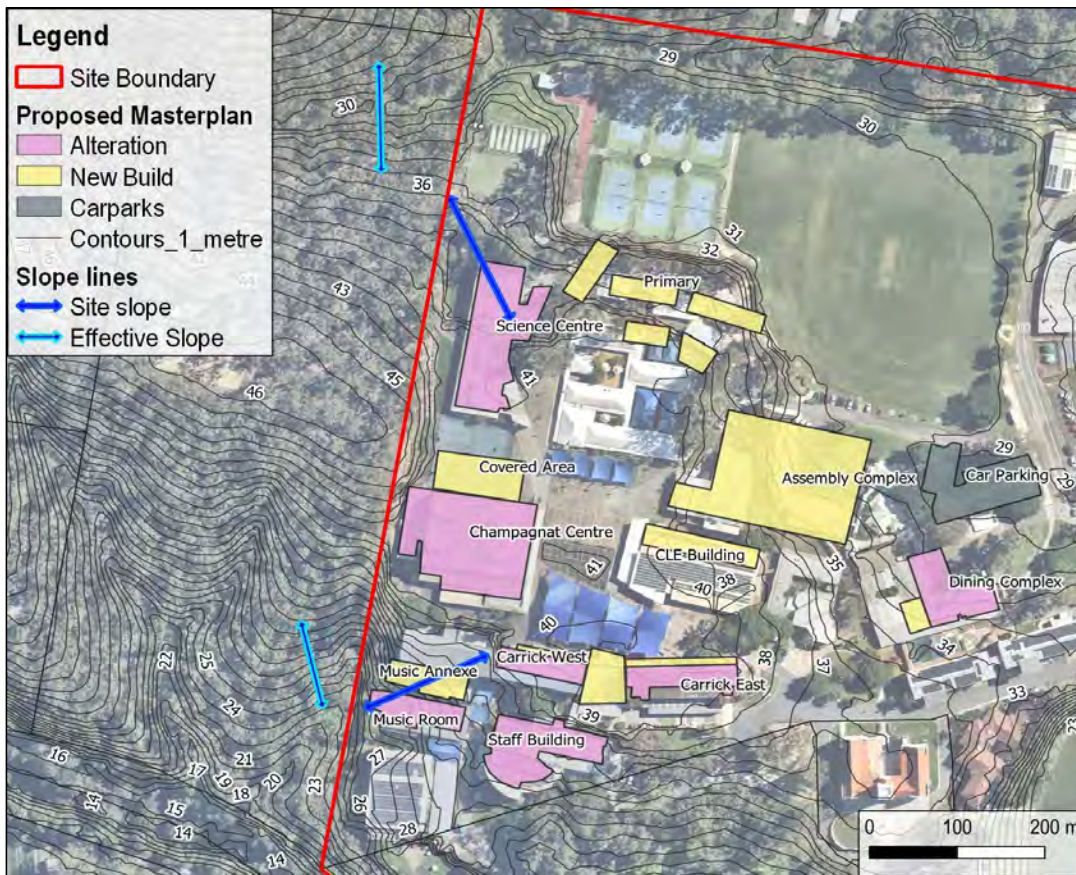 Legend
Site Boundary
Proposed Masterplan
Alteration
New Build
Carparks
Contours_1_metre
Slope lines
Site slope
Effective Slope
29
30
30
36
31
32
Primary
43
Science Centre
45
41
46
Covered Area
Assembly Complex
29
Car Parking
29
Champagnat Centre
41
CLE Building
40
38
35
Dining Complex
40
34
22
25
Music Annexe
Carrick West
38
37
Carrick East
33
23
24
Music Room
39
Staff Building
16
21
27
17
19
20
23
18
14
15
26
14
28
14
0 100 200 m